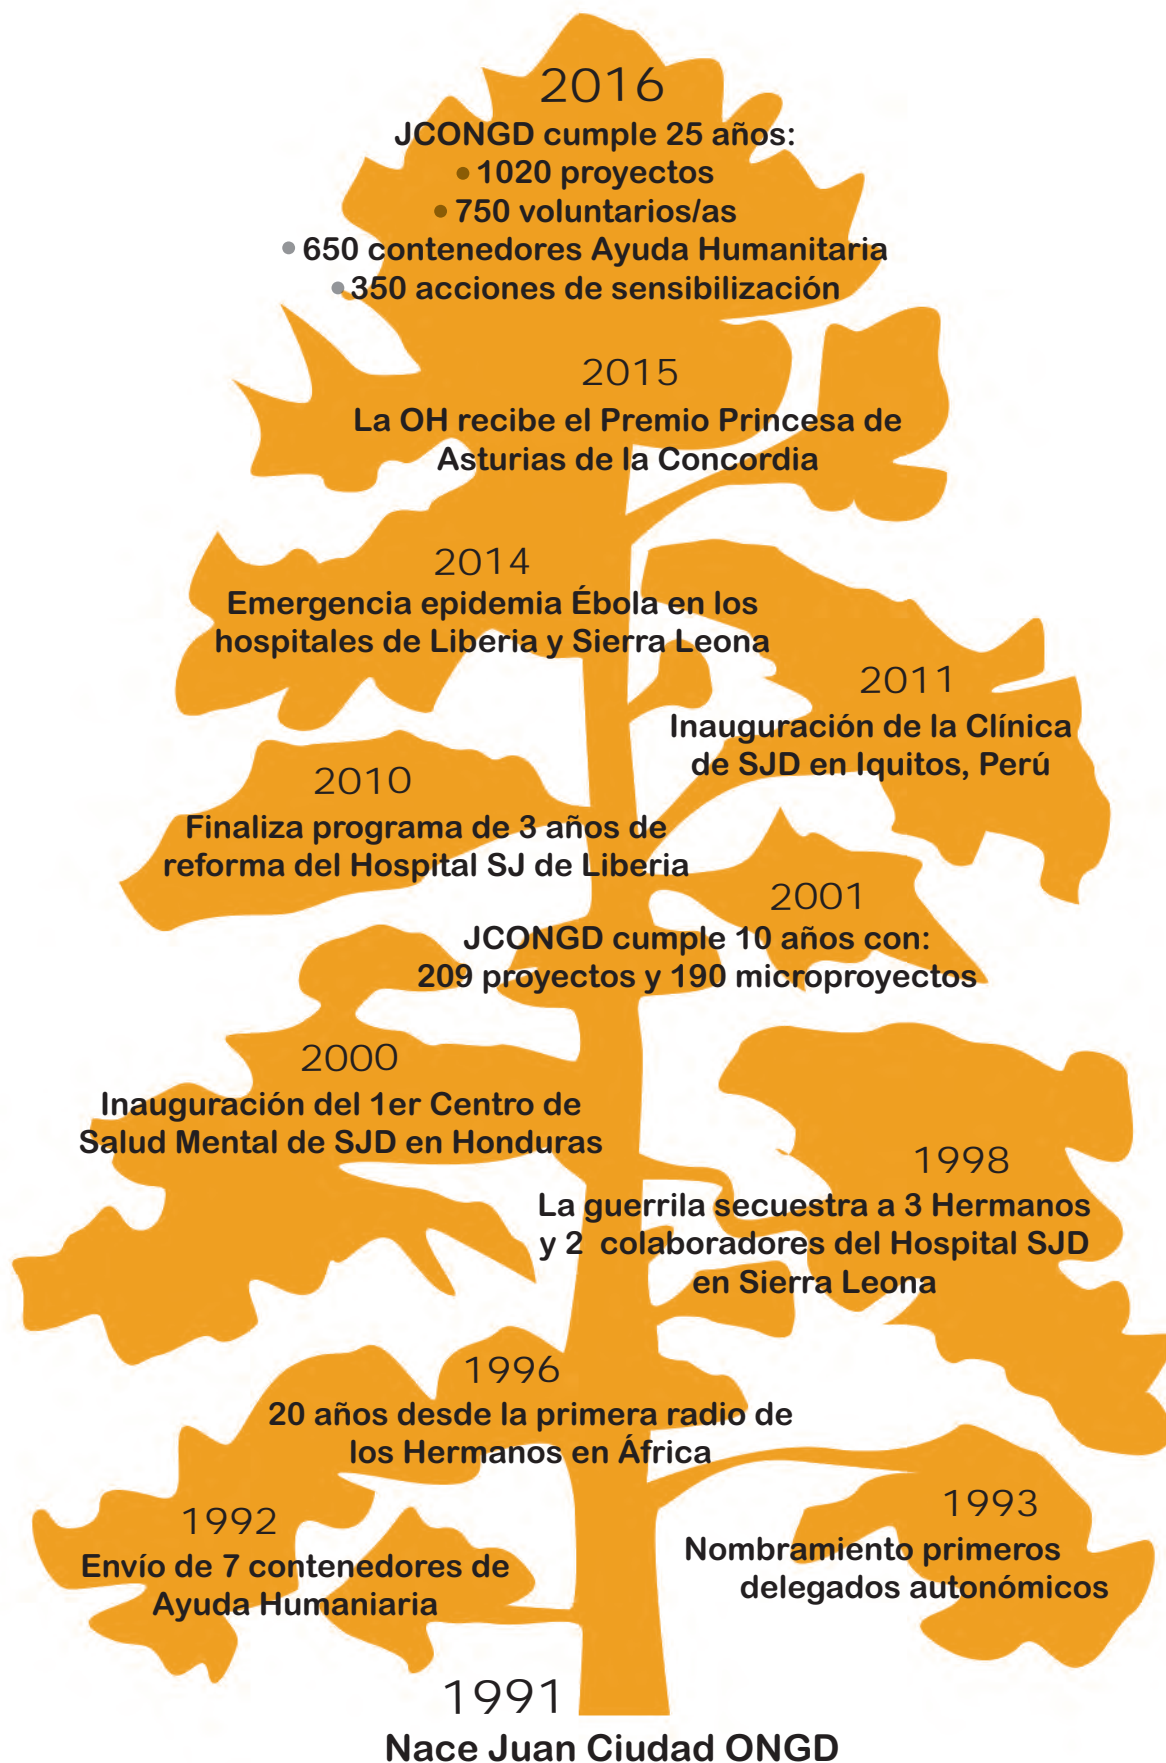 2016
JCONGD cumple 25 años:
• 1020 proyectos
• 750 voluntarios/as
• 650 contenedores Ayuda Humanitaria
• 350 acciones de sensibilización
2015
La OH recibe el Premio Princesa de
Asturias de la Concordia
2014
Emergencia epidemia Ébola en los
hospitales de Liberia y Sierra Leona
2011
Inauguración de la Clínica
de SJD en Iquitos, Perú
2010
Finaliza programa de 3 años de
reforma del Hospital SJ de Liberia
2001
JCONGD cumple 10 años con:
209 proyectos y 190 microproyectos
2000
Inauguración del 1er Centro de
Salud Mental de SJD en Honduras
1998
La guerrila secuestra a 3 Hermanos
y 2 colaboradores del Hospital SJD
en Sierra Leona
1996
20 años desde la primera radio de
los Hermanos en África
1993
Nombramiento primeros
delegados autonómicos
1992
Envío de 7 contenedores de
Ayuda Humaniaria
1991
Nace Juan Ciudad ONGD